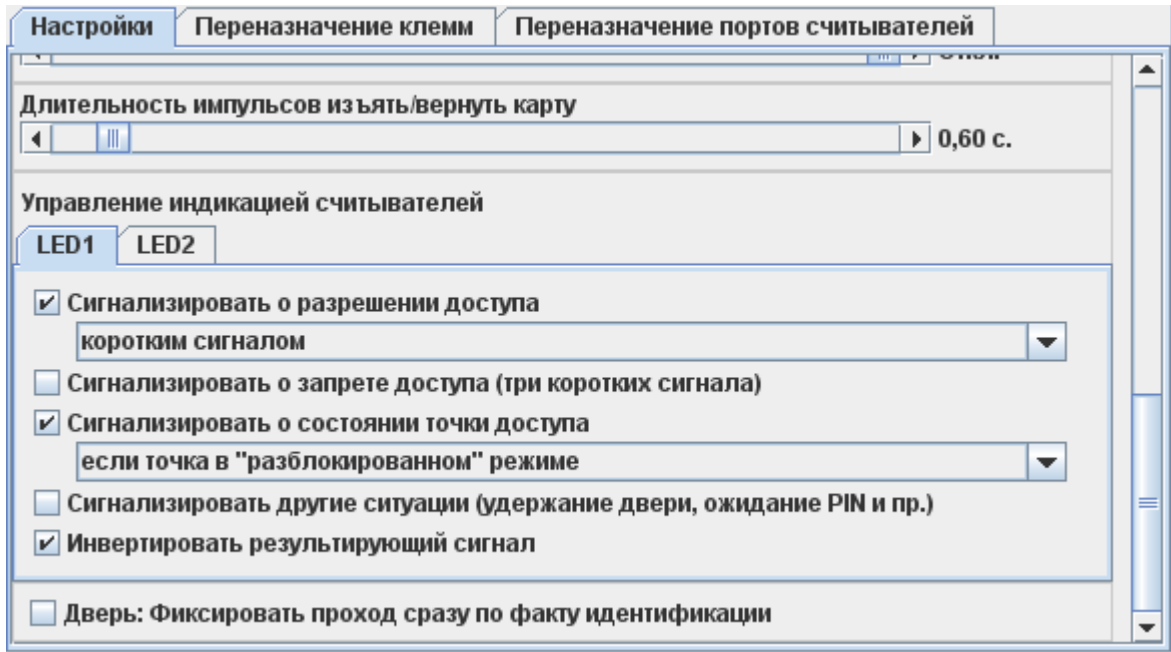 Настройки
Переназначение клемм
Переназначение портов считывателей
Длительность импульсов изъять/вернуть карту
0,60 с.
Управление индикацией считывателей
LED1
LED2
Сигнализировать о разрешении доступа
коротким сигналом
Сигнализировать о запрете доступа (три коротких сигнала)
Сигнализировать о состоянии точки доступа
если точка в "разблокированном" режиме
Сигнализировать другие ситуации (удержание двери, ожидание PIN и пр.)
Инвертировать результирующий сигнал
Дверь: Фиксировать проход сразу по факту идентификации